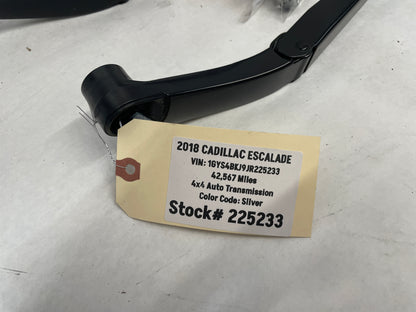 2018 CADILLAC ESCALADE
VIN: 1GYS4BKJ9JR225233
42,567 Miles
4x4 Auto Transmission
Color Code: Silver
Stock# 225233